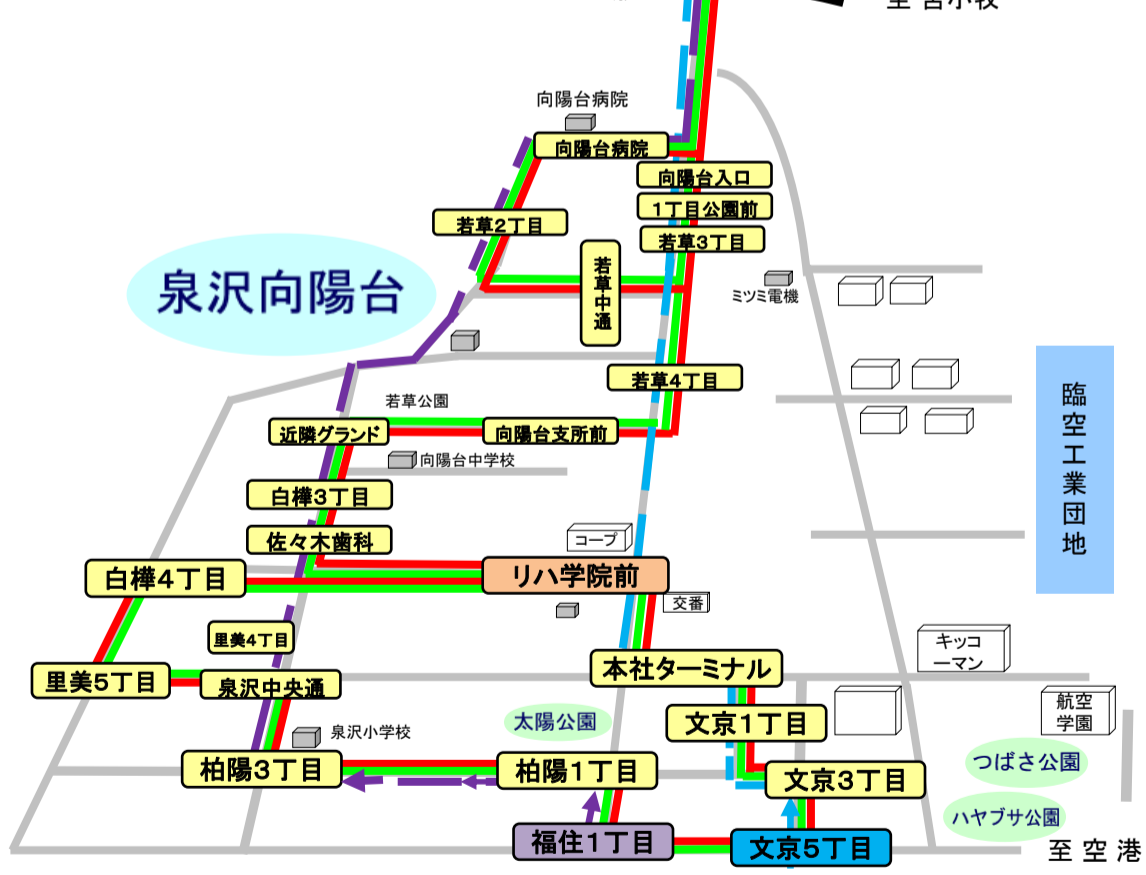 至 苫小牧
向陽台病院
向陽台病院
向陽台入口
1丁目公園前
若草2丁目
若草3丁目
若草中通
泉沢向陽台
ミツミ電機
若草4丁目
臨空工業団地
若草公園
近隣グランド
向陽台支所前
向陽台中学校
白樺3丁目
佐々木歯科
コープ
白樺4丁目
リハ学院前
交番
里美4丁目
キッコ
ーマン
本社ターミナル
里美5丁目
泉沢中央通
航空
学園
太陽公園
文京1丁目
泉沢小学校
柏陽3丁目
柏陽1丁目
文京3丁目
つばさ公園
ハヤブサ公園
福住1丁目
文京5丁目
至 空 港